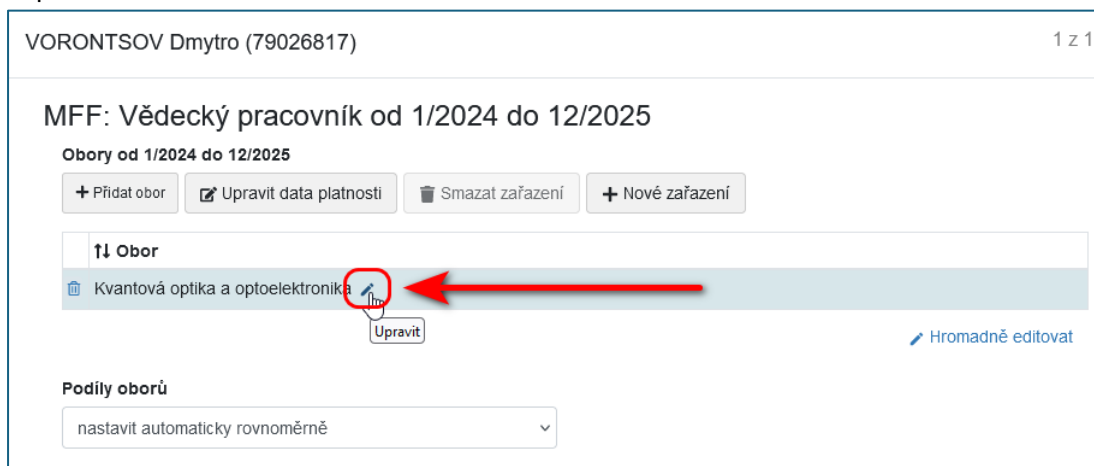 VORONTSOV Dmytro (79026817) 1 z 1
MFF: Vědecký pracovník od 1/2024 do 12/2025
Obory od 1/2024 do 12/2025
+ Přidat obor Upravit data platnosti Smazat zařazení + Nové zařazení
↑↓ Obor
Kvantová optika a optoelektronika
Upravit
Hromadně editovat
Podíly oborů
nastavit automaticky rovnoměrně